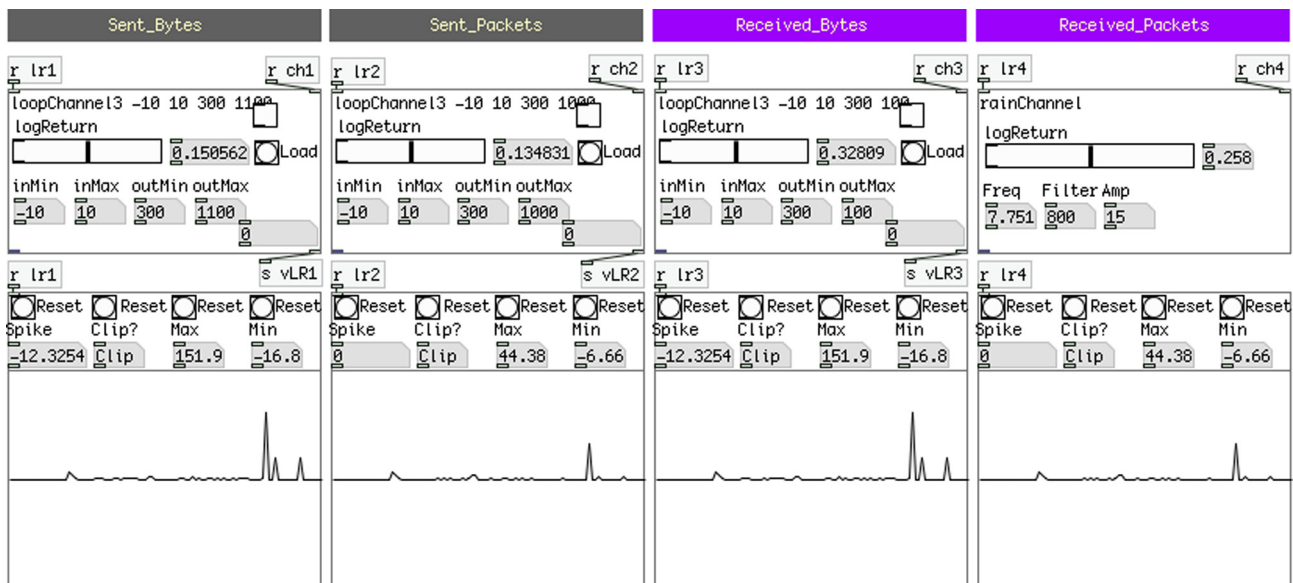 Sent_Bytes
Sent_Packets
Received_Bytes
Received_Packets
r lr1
r ch1
r lr2
r ch2
r lr3
r ch3
r lr4
r ch4
loopChannel3 -10 10 300 1100
loopChannel3 -10 10 300 1000
loopChannel3 -10 10 300 100
rainChannel
logReturn
logReturn
logReturn
logReturn
0.150562
Load
0.134831
Load
0.32809
Load
0.258
inMin inMax outMin outMax
inMin inMax outMin outMax
inMin inMax outMin outMax
Freq Filter Amp
-10 10 300 1100
-10 10 300 1000
-10 10 300 100
7.751 800 15
0
0
0
r lr1
s vLR1
r lr2
s vLR2
r lr3
s vLR3
r lr4
Reset Reset Reset Reset
Reset Reset Reset Reset
Reset Reset Reset Reset
Reset Reset Reset Reset
Spike Clip? Max Min
Spike Clip? Max Min
Spike Clip? Max Min
Spike Clip? Max Min
-12.3254 Clip 151.9 -16.8
0 Clip 44.38 -6.66
-12.3254 Clip 151.9 -16.8
0 Clip 44.38 -6.66